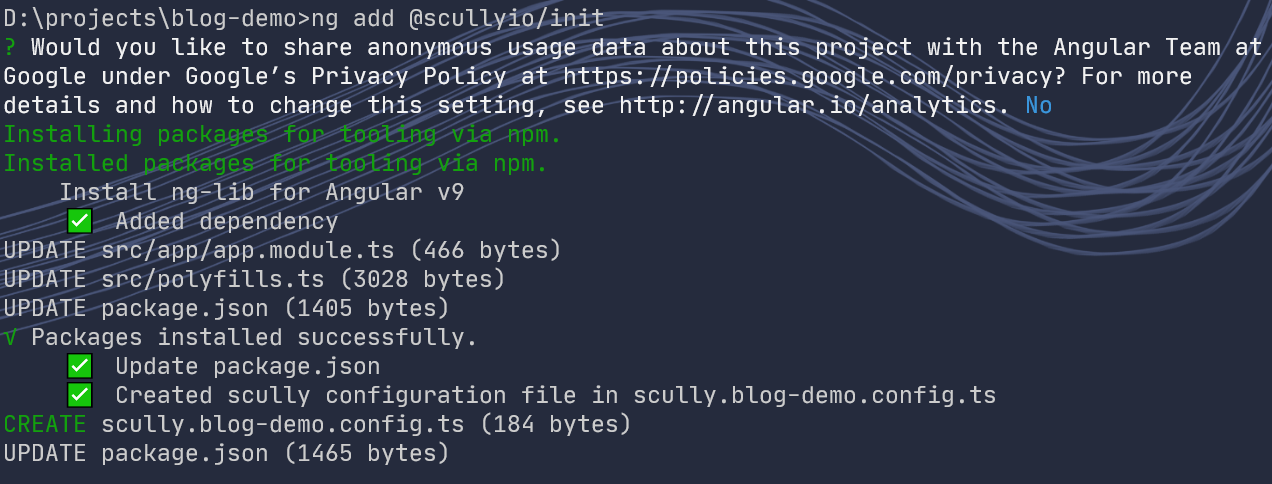 D:\projects\blog-demo>ng add @scullyio/init
? Would you like to share anonymous usage data about this project with the Angular Team at
Google under Google’s Privacy Policy at https://policies.google.com/privacy? For more
details and how to change this setting, see http://angular.io/analytics. No
Installing packages for tooling via npm.
Installed packages for tooling via npm.
    Install ng-lib for Angular v9
    ✅ Added dependency
UPDATE src/app/app.module.ts (466 bytes)
UPDATE src/polyfills.ts (3028 bytes)
UPDATE package.json (1405 bytes)
√ Packages installed successfully.
    ✅ Update package.json
    ✅ Created scully configuration file in scully.blog-demo.config.ts
CREATE scully.blog-demo.config.ts (184 bytes)
UPDATE package.json (1465 bytes)